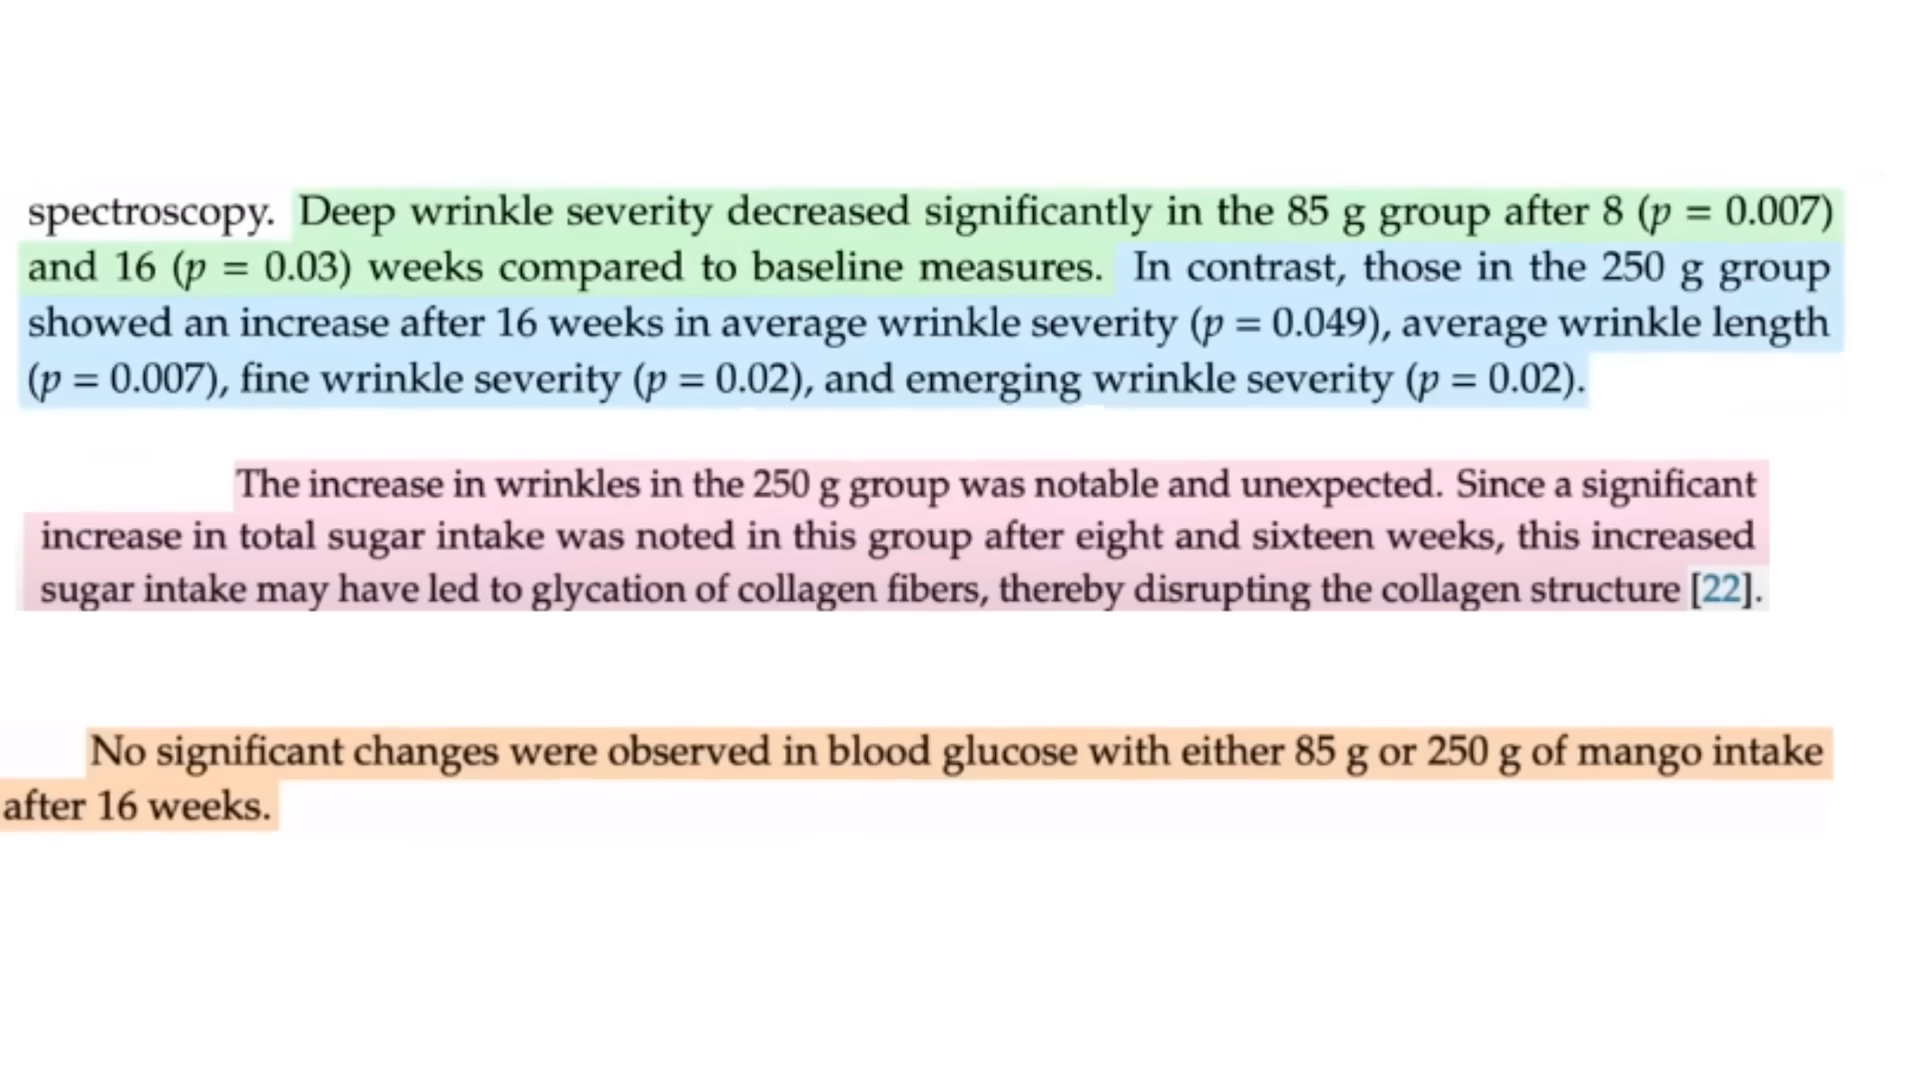 spectroscopy. Deep wrinkle severity decreased significantly in the 85 g group after 8 (p = 0.007)
and 16 (p = 0.03) weeks compared to baseline measures. In contrast, those in the 250 g group
showed an increase after 16 weeks in average wrinkle severity (p = 0.049), average wrinkle length
(p = 0.007), fine wrinkle severity (p = 0.02), and emerging wrinkle severity (p = 0.02).
The increase in wrinkles in the 250 g group was notable and unexpected. Since a significant
increase in total sugar intake was noted in this group after eight and sixteen weeks, this increased
sugar intake may have led to glycation of collagen fibers, thereby disrupting the collagen structure [22].
No significant changes were observed in blood glucose with either 85 g or 250 g of mango intake
after 16 weeks.